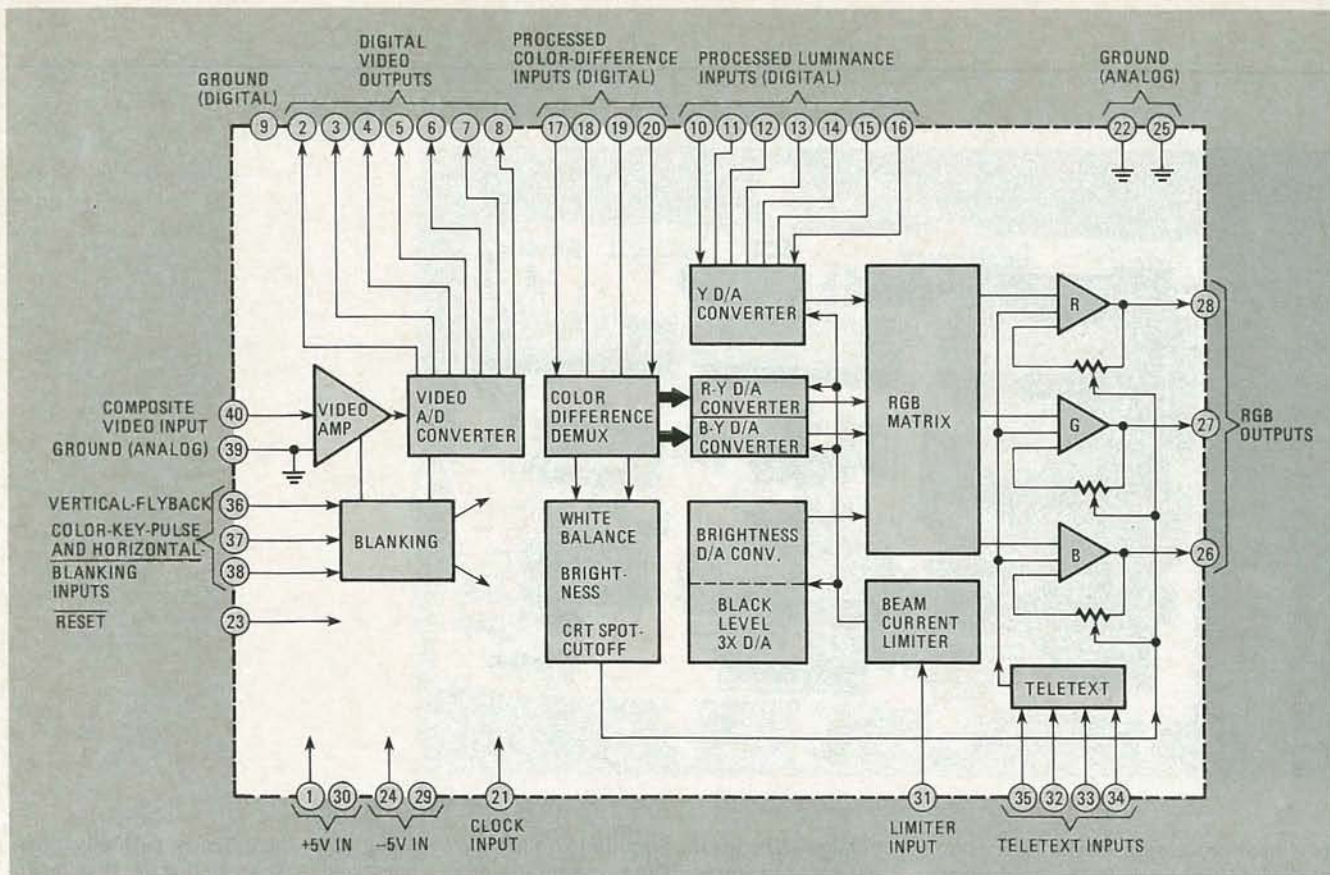 DIGITAL
VIDEO
OUTPUTS
PROCESSED
COLOR-DIFFERENCE
INPUTS (DIGITAL)
PROCESSED LUMINANCE
INPUTS (DIGITAL)
GROUND
(ANALOG)
GROUND
(DIGITAL)
9 2 3 4 5 6 7 8 17 18 19 20 10 11 12 13 14 15 16 22 25
Y D/A
CONVERTER
R
28
COMPOSITE
VIDEO INPUT
40
VIDEO
AMP
VIDEO
A/D
CONVERTER
COLOR
DIFFERENCE
DEMUX
R-Y D/A
CONVERTER
B-Y D/A
CONVERTER
RGB
MATRIX
G
27
RGB
OUTPUTS
GROUND (ANALOG)
39
VERTICAL-FLYBACK
36
COLOR-KEY-PULSE
AND HORIZONTAL-
BLANKING
INPUTS
37
38
BLANKING
WHITE
BALANCE
BRIGHT-
NESS
CRT SPOT-
CUTOFF
BRIGHTNESS
D/A CONV.
BLACK
LEVEL
3X D/A
BEAM
CURRENT
LIMITER
B
26
RESET
23
TELETEXT
1 30 24 29 21 31 35 32 33 34
+5V IN
–5V IN
CLOCK
INPUT
LIMITER
INPUT
TELETEXT INPUTS